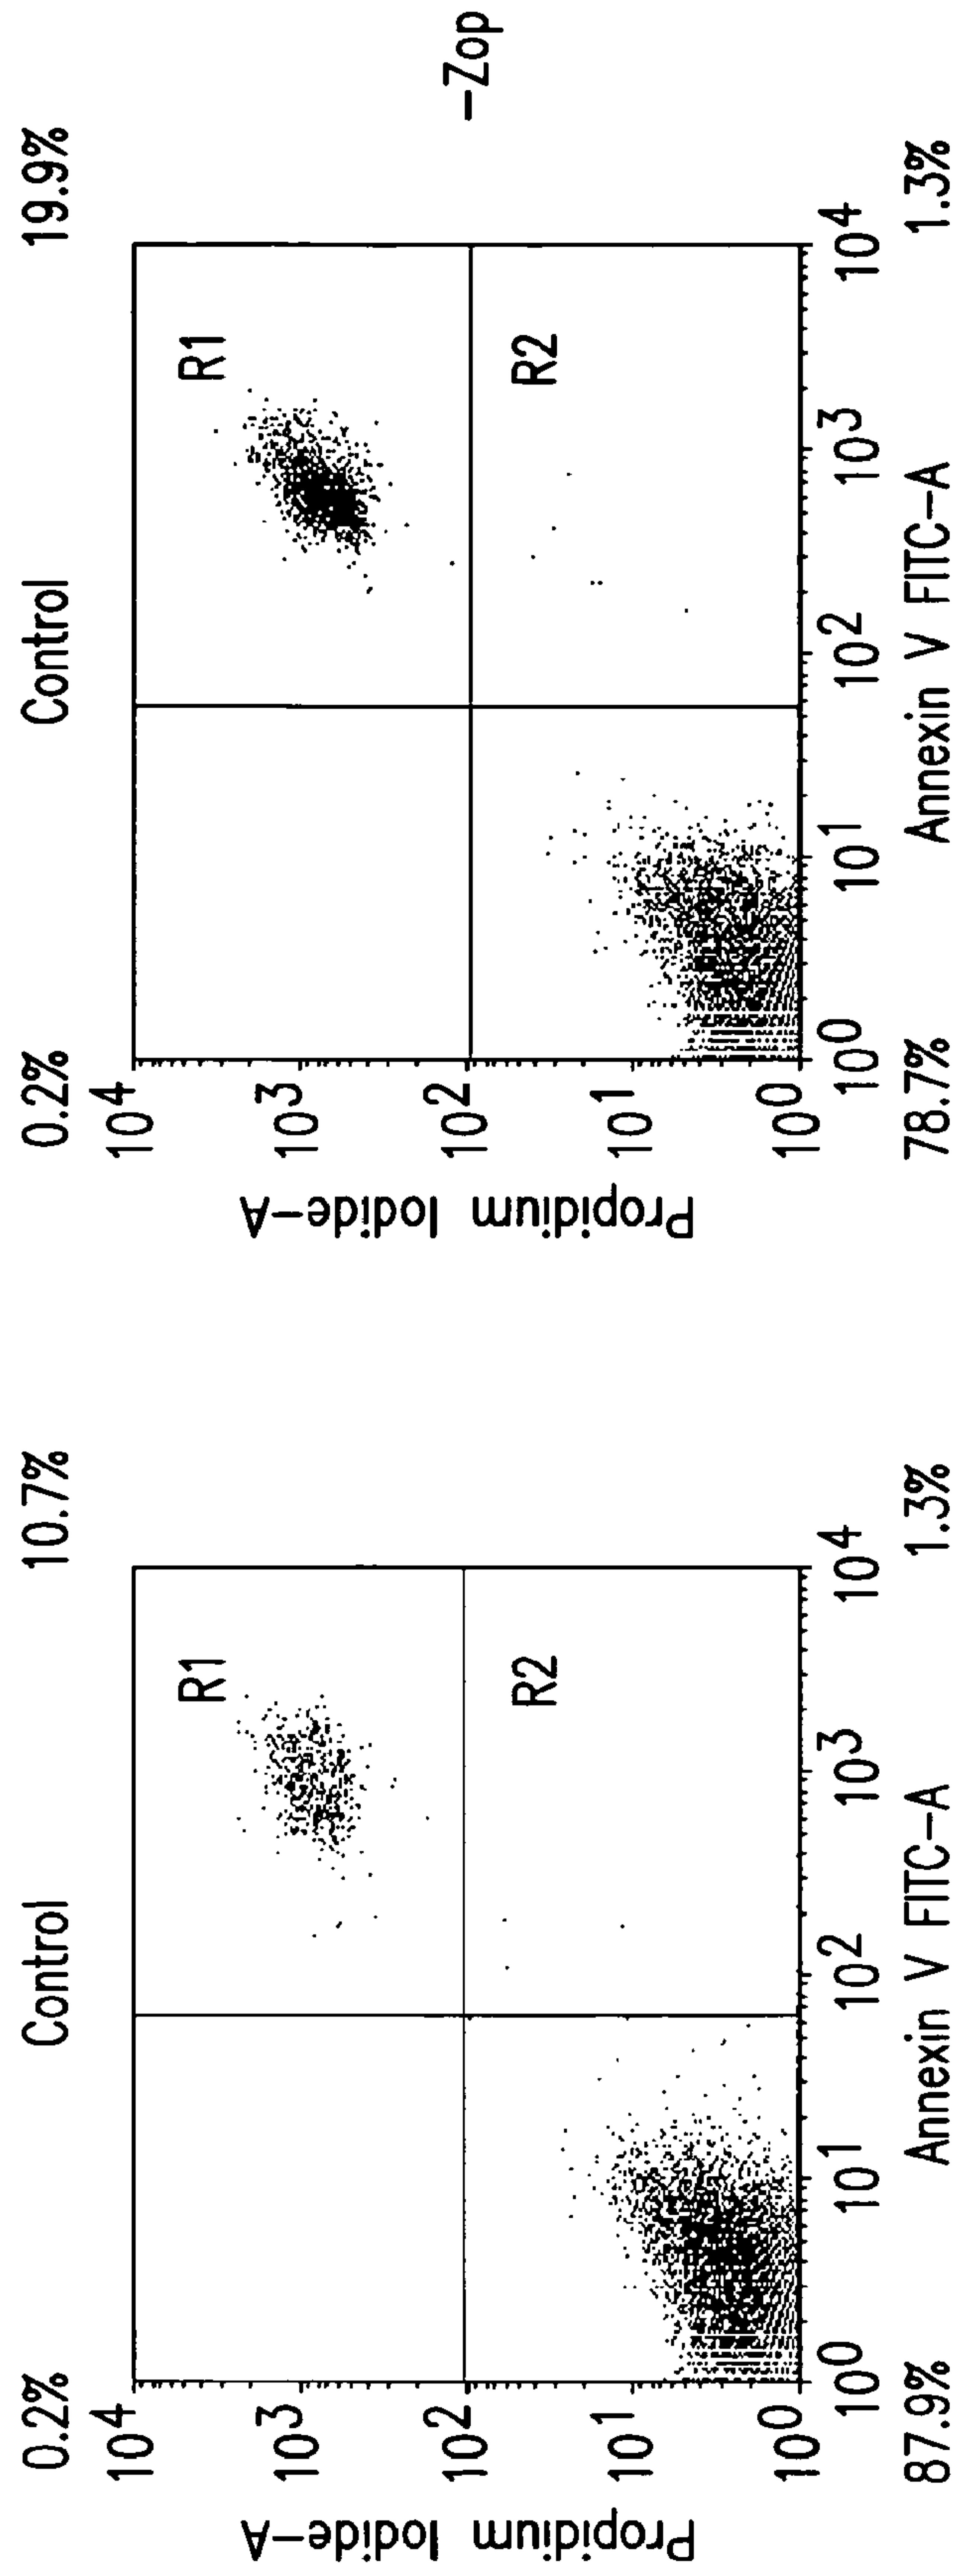 Control
0.2% 10.7%
Propidium Iodide-A
10^4
10^3
10^2
10^1
10^0
R1
R2
10^0 10^1 10^2 10^3 10^4
87.9% Annexin V FITC-A 1.3%
Control
0.2% 19.9%
Propidium Iodide-A
10^4
10^3
10^2
10^1
10^0
R1
R2
10^0 10^1 10^2 10^3 10^4
78.7% Annexin V FITC-A 1.3%
-Zop